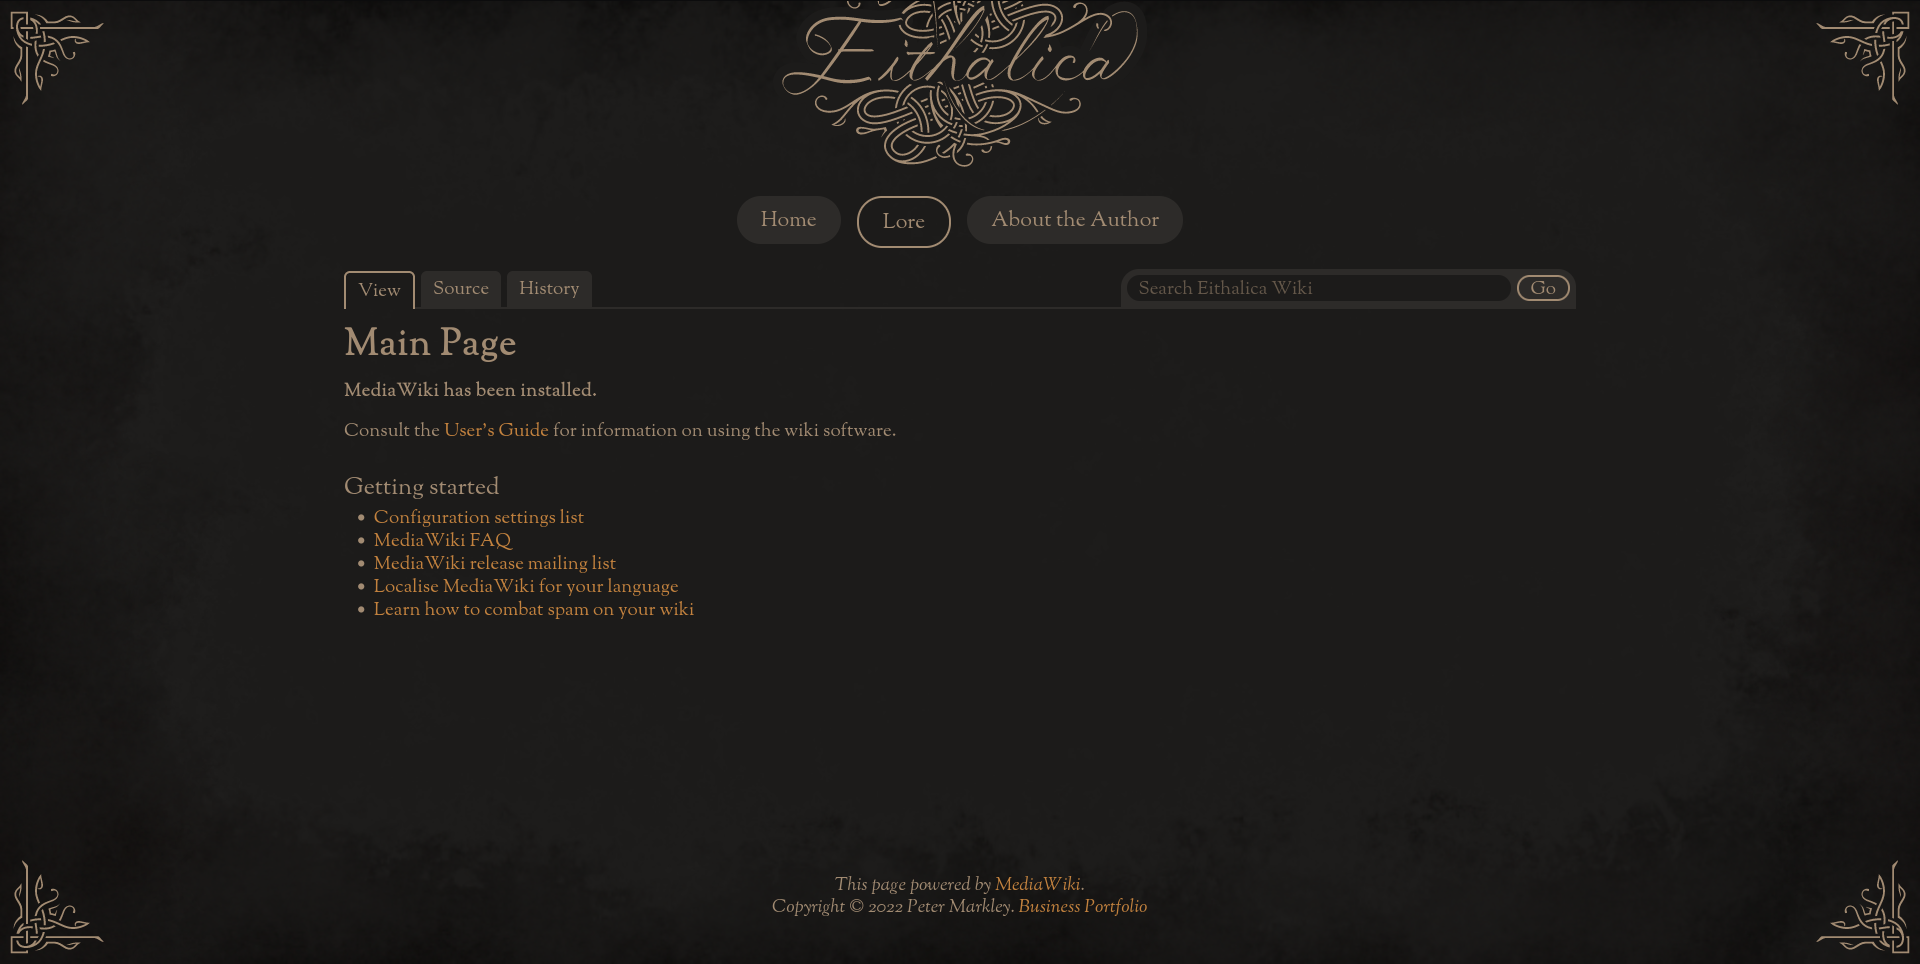 Eithalica
Home
Lore
About the Author
View
Source
History
Search Eithalica Wiki
Go
Main Page
MediaWiki has been installed.
Consult the User's Guide for information on using the wiki software.
Getting started
• Configuration settings list
• MediaWiki FAQ
• MediaWiki release mailing list
• Localise MediaWiki for your language
• Learn how to combat spam on your wiki
This page powered by MediaWiki.
Copyright © 2022 Peter Markley. Business Portfolio